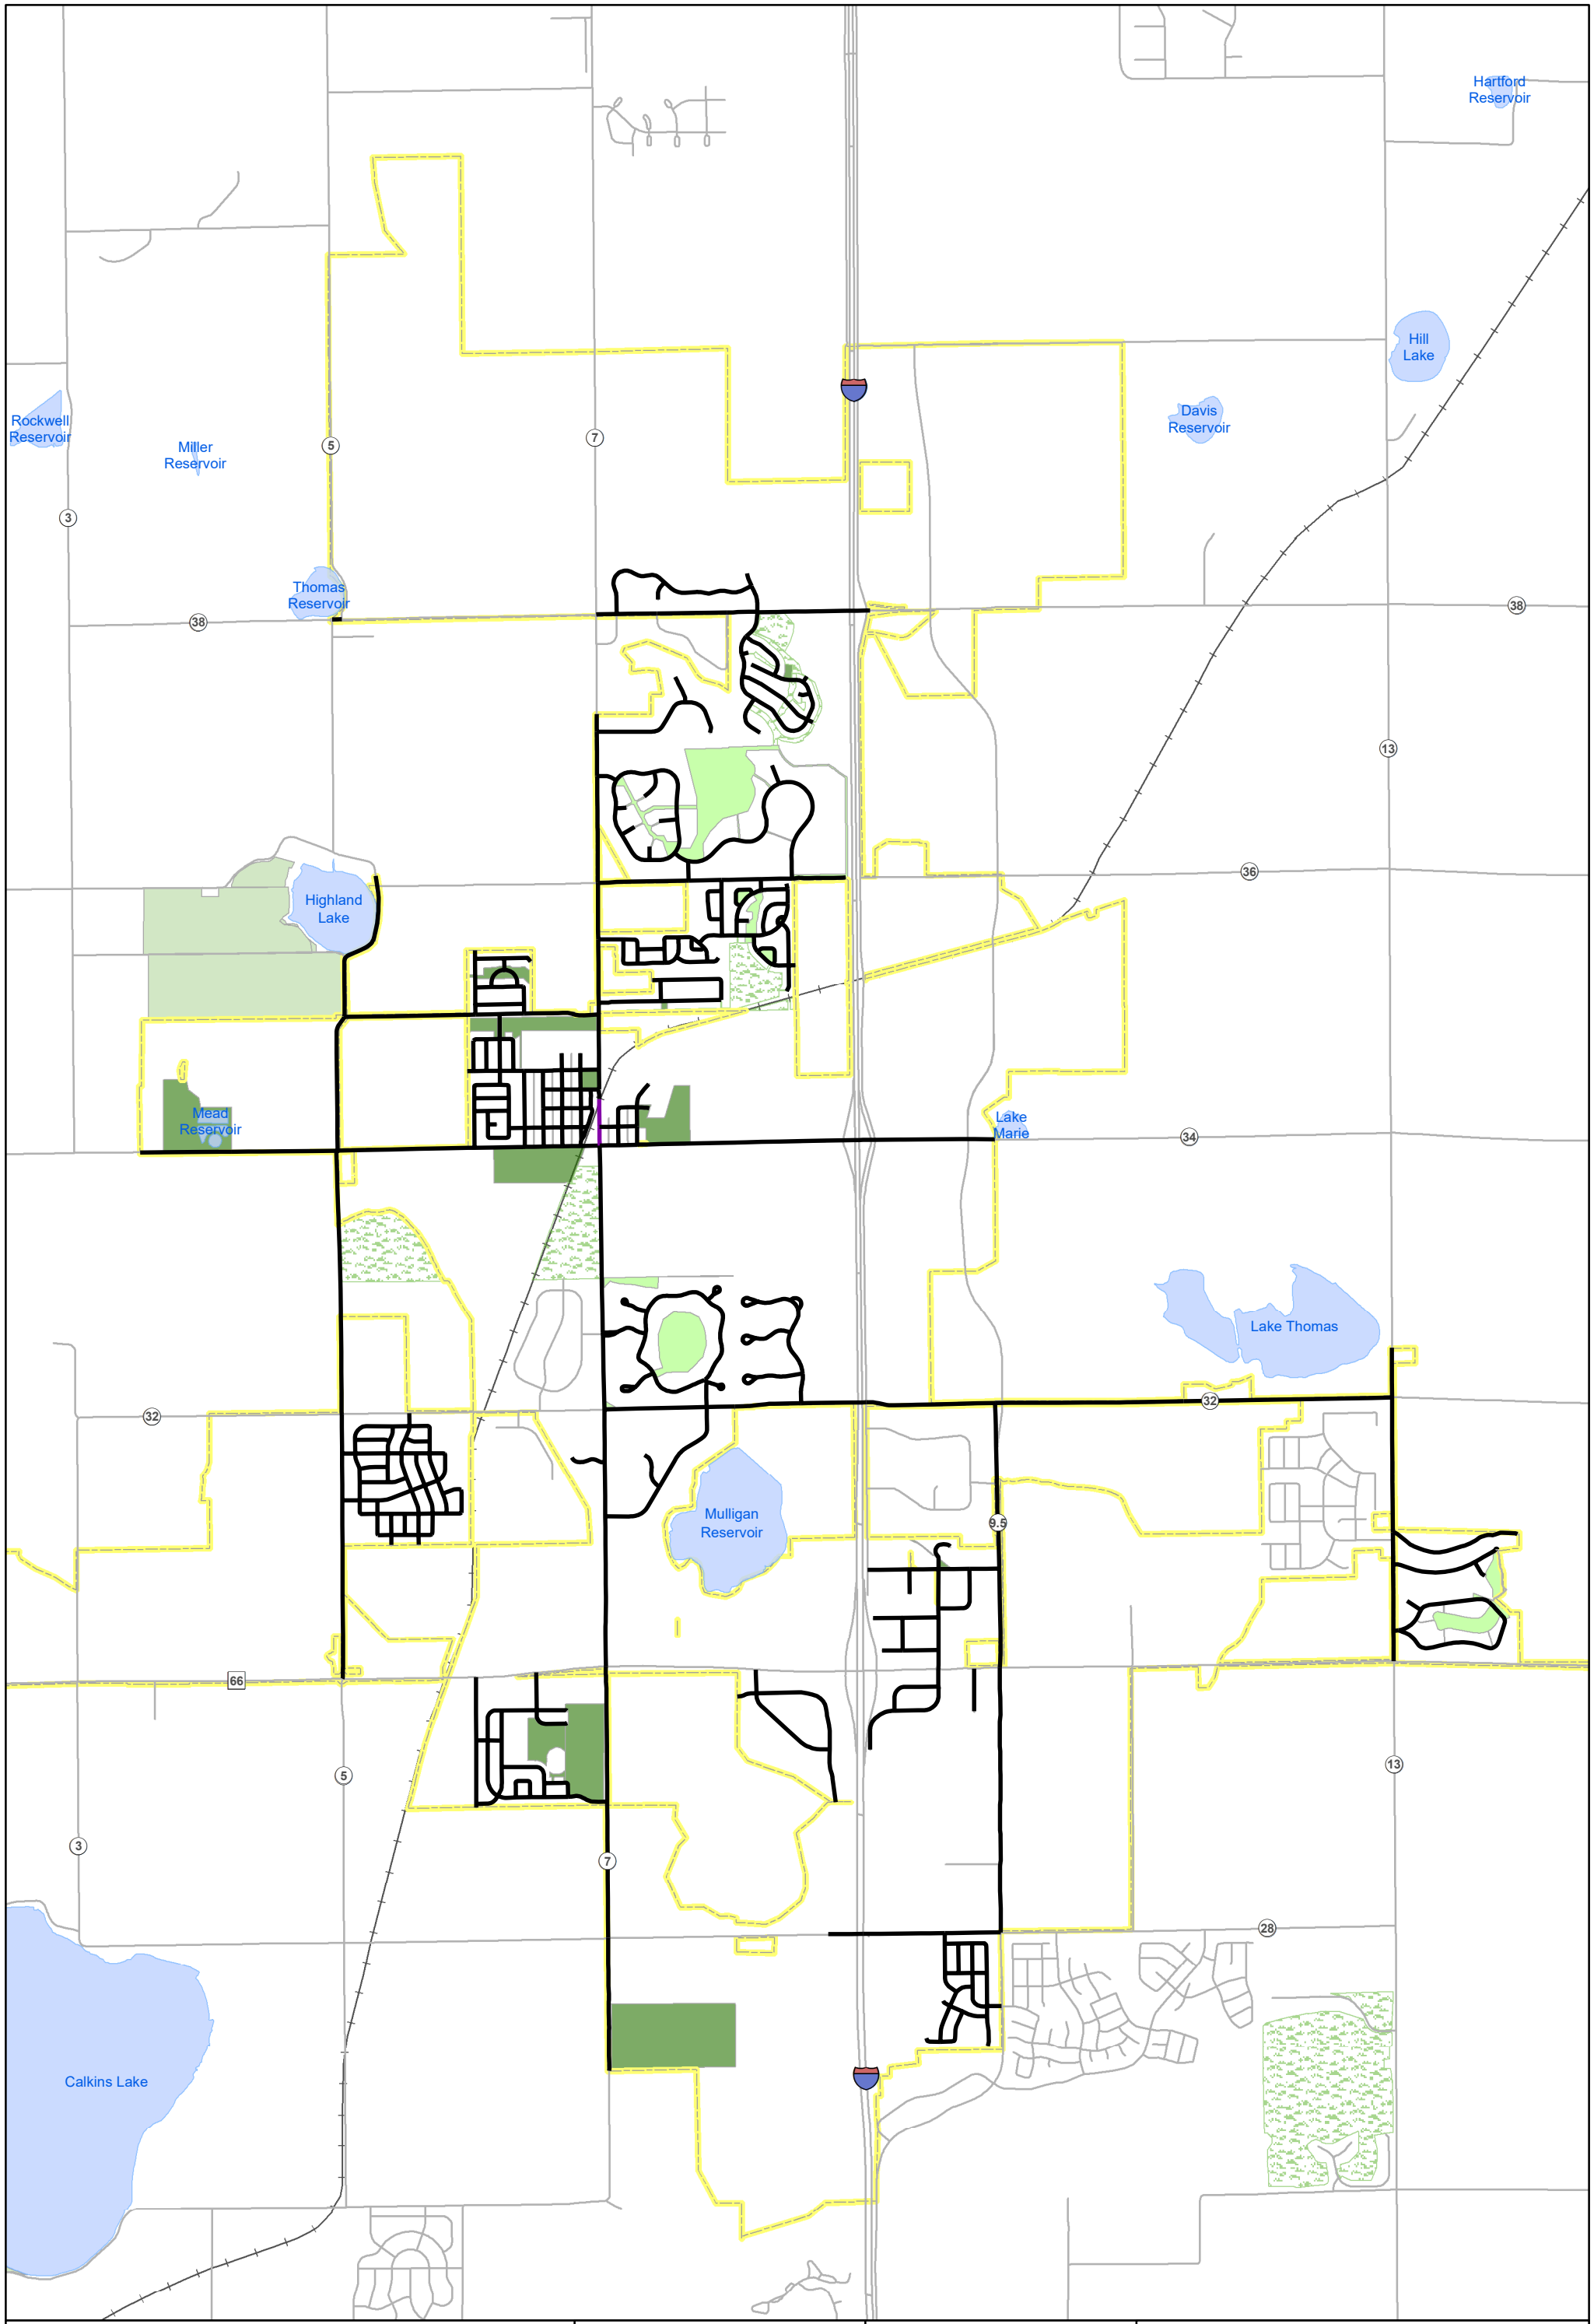 Hartford
Reservoir
Hill
Lake
Davis
Reservoir
Rockwell
Reservoir
5
7
Miller
Reservoir
3
Thomas
Reservoir
38
38
13
36
Highland
Lake
Mead
Reservoir
Lake
Marie
34
Lake Thomas
32
32
Mulligan
Reservoir
9.5
66
13
5
3
7
28
Calkins Lake